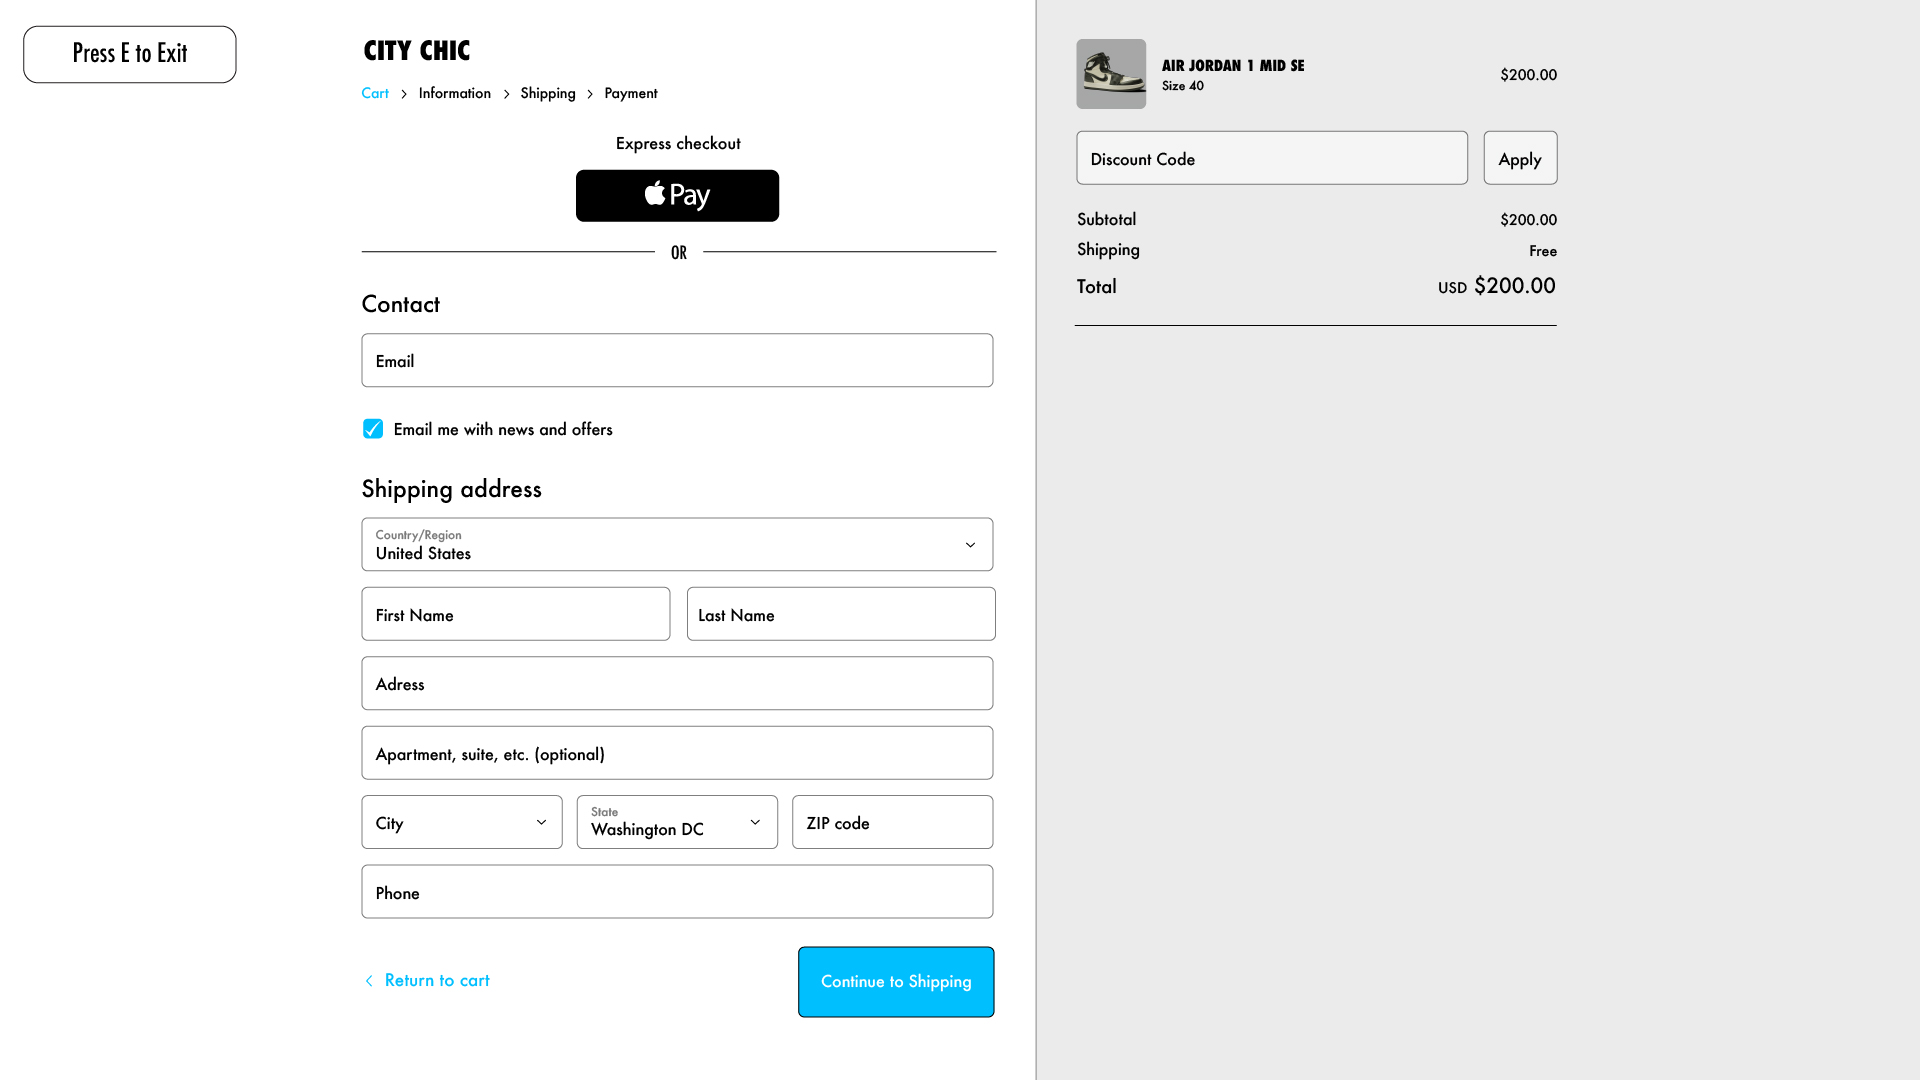 Press E to Exit
CITY CHIC
Cart > Information > Shipping > Payment
Express checkout
Pay
OR
Contact
Email
Email me with news and offers
Shipping address
Country/Region
United States
First Name
Last Name
Adress
Apartment, suite, etc. (optional)
City
State
Washington DC
ZIP code
Phone
Return to cart
Continue to Shipping
AIR JORDAN 1 MID SE
Size 40
$200.00
Discount Code
Apply
Subtotal $200.00
Shipping Free
Total USD $200.00